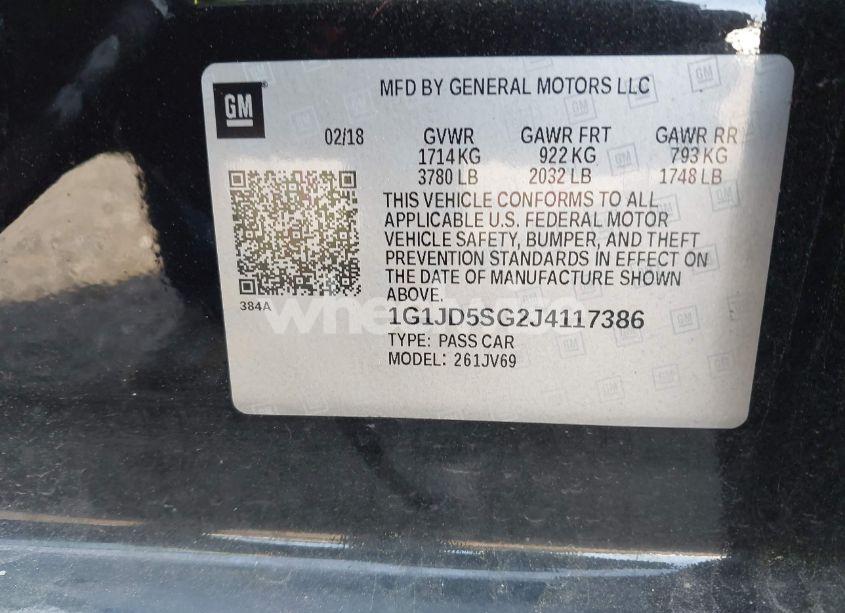 GM
MFD BY GENERAL MOTORS LLC
02/18 GVWR GAWR FRT GAWR RR
1714 KG 922 KG 793 KG
3780 LB 2032 LB 1748 LB
THIS VEHICLE CONFORMS TO ALL
APPLICABLE U.S. FEDERAL MOTOR
VEHICLE SAFETY, BUMPER, AND THEFT
PREVENTION STANDARDS IN EFFECT ON
THE DATE OF MANUFACTURE SHOWN
ABOVE.
384A
1G1JD5SG2J4117386
TYPE: PASS CAR
MODEL: 261JV69